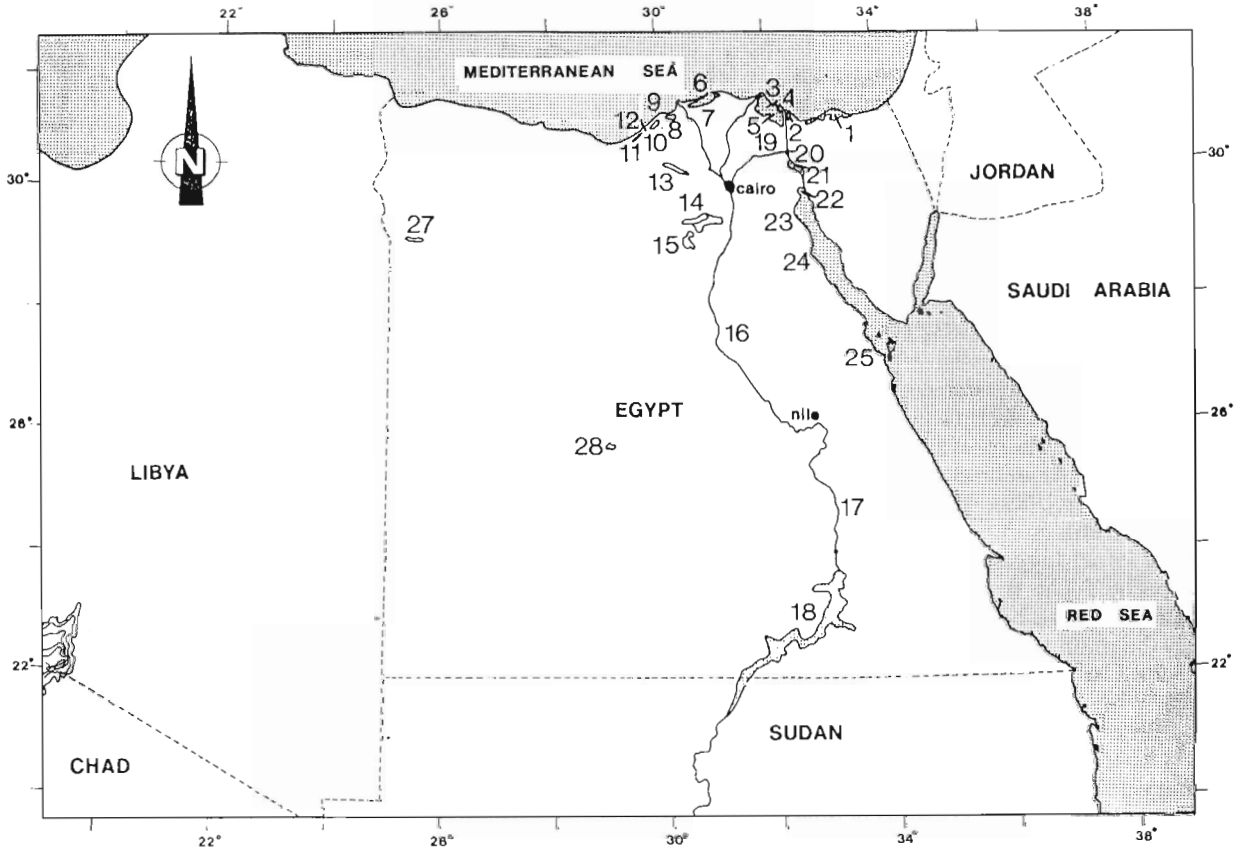 22° 26° 30° 34° 38°
MEDITERRANEAN SEA
6 3 4
9 7 5 2 1
12 10 8 19
11 20
30° 13 21 30°
N
cairo
JORDAN
22
14
27 23
15
24
SAUDI ARABIA
16
25
EGYPT nile
26° 26°
28
LIBYA
17
18
RED SEA
22° 22°
SUDAN
CHAD
22° 26° 30° 34° 38°